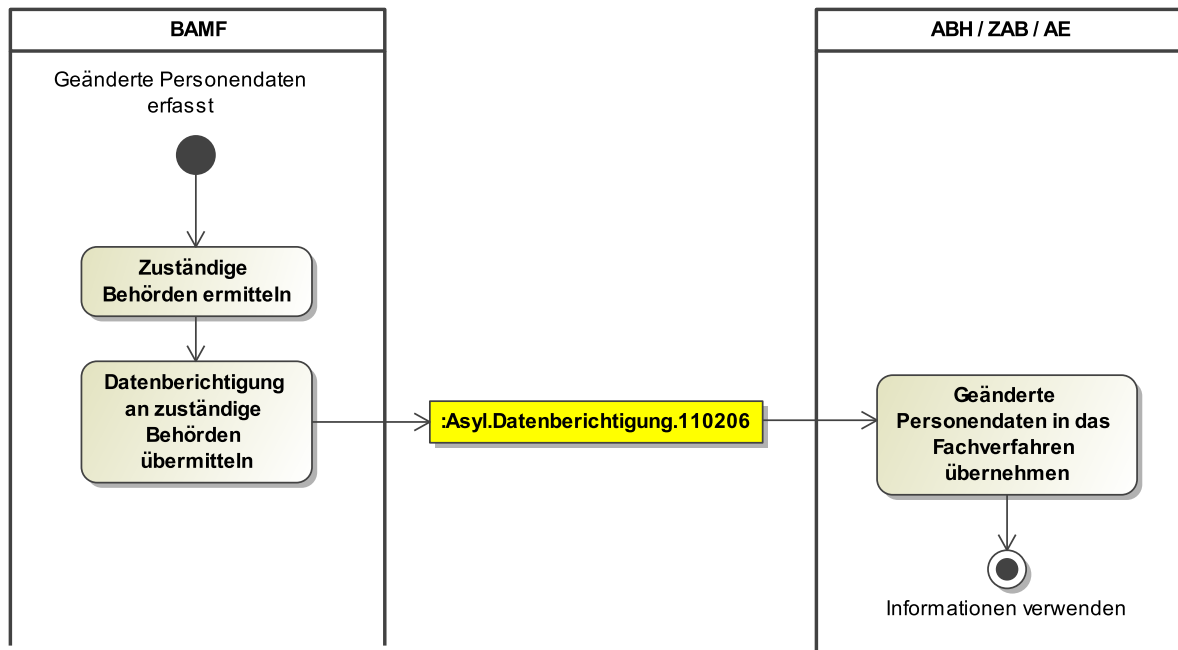 BAMF
Geänderte Personendaten
erfasst
Zuständige
Behörden ermitteln
Datenberichtigung
an zuständige
Behörden
übermitteln
:Asyl.Datenberichtigung.110206
ABH / ZAB / AE
Geänderte
Personendaten in das
Fachverfahren
übernehmen
Informationen verwenden